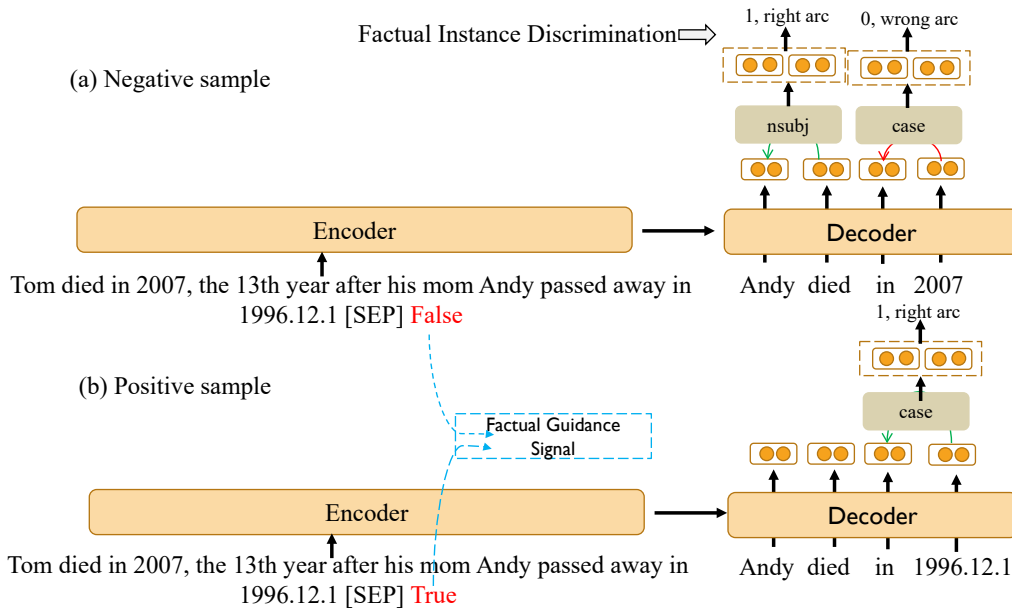 1, right arc 0, wrong arc
Factual Instance Discrimination
(a) Negative sample
nsubj case
Encoder Decoder
Tom died in 2007, the 13th year after his mom Andy passed away in
1996.12.1 [SEP] False
Andy died in 2007
1, right arc
(b) Positive sample
case
Factual Guidance
Signal
Encoder Decoder
Tom died in 2007, the 13th year after his mom Andy passed away in
1996.12.1 [SEP] True
Andy died in 1996.12.1